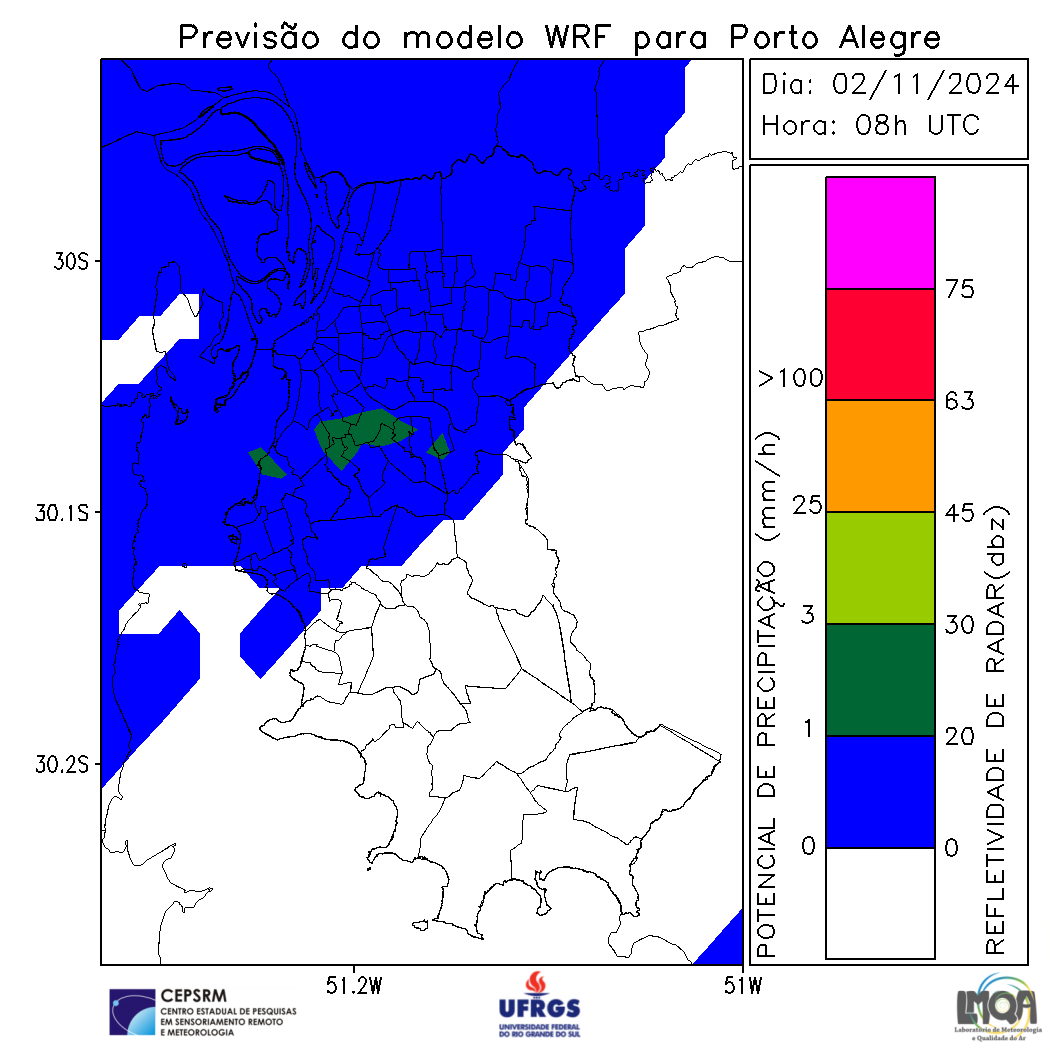 Previsão do modelo WRF para Porto Alegre
Dia: 02/11/2024
Hora: 08h UTC
30S
30.1S
30.2S
51.2W
51W
POTENCIAL DE PRECIPITAÇÃO (mm/h)
>100
25
3
1
0
75
63
45
30
20
0
REFLETIVIDADE DE RADAR(dbz)
CEPSRM
CENTRO ESTADUAL DE PESQUISAS
EM SENSORIAMENTO REMOTO
E METEOROLOGIA
UFRGS
UNIVERSIDADE FEDERAL
DO RIO GRANDE DO SUL
LMQA
Laboratório de Meteorologia
e Qualidade do Ar